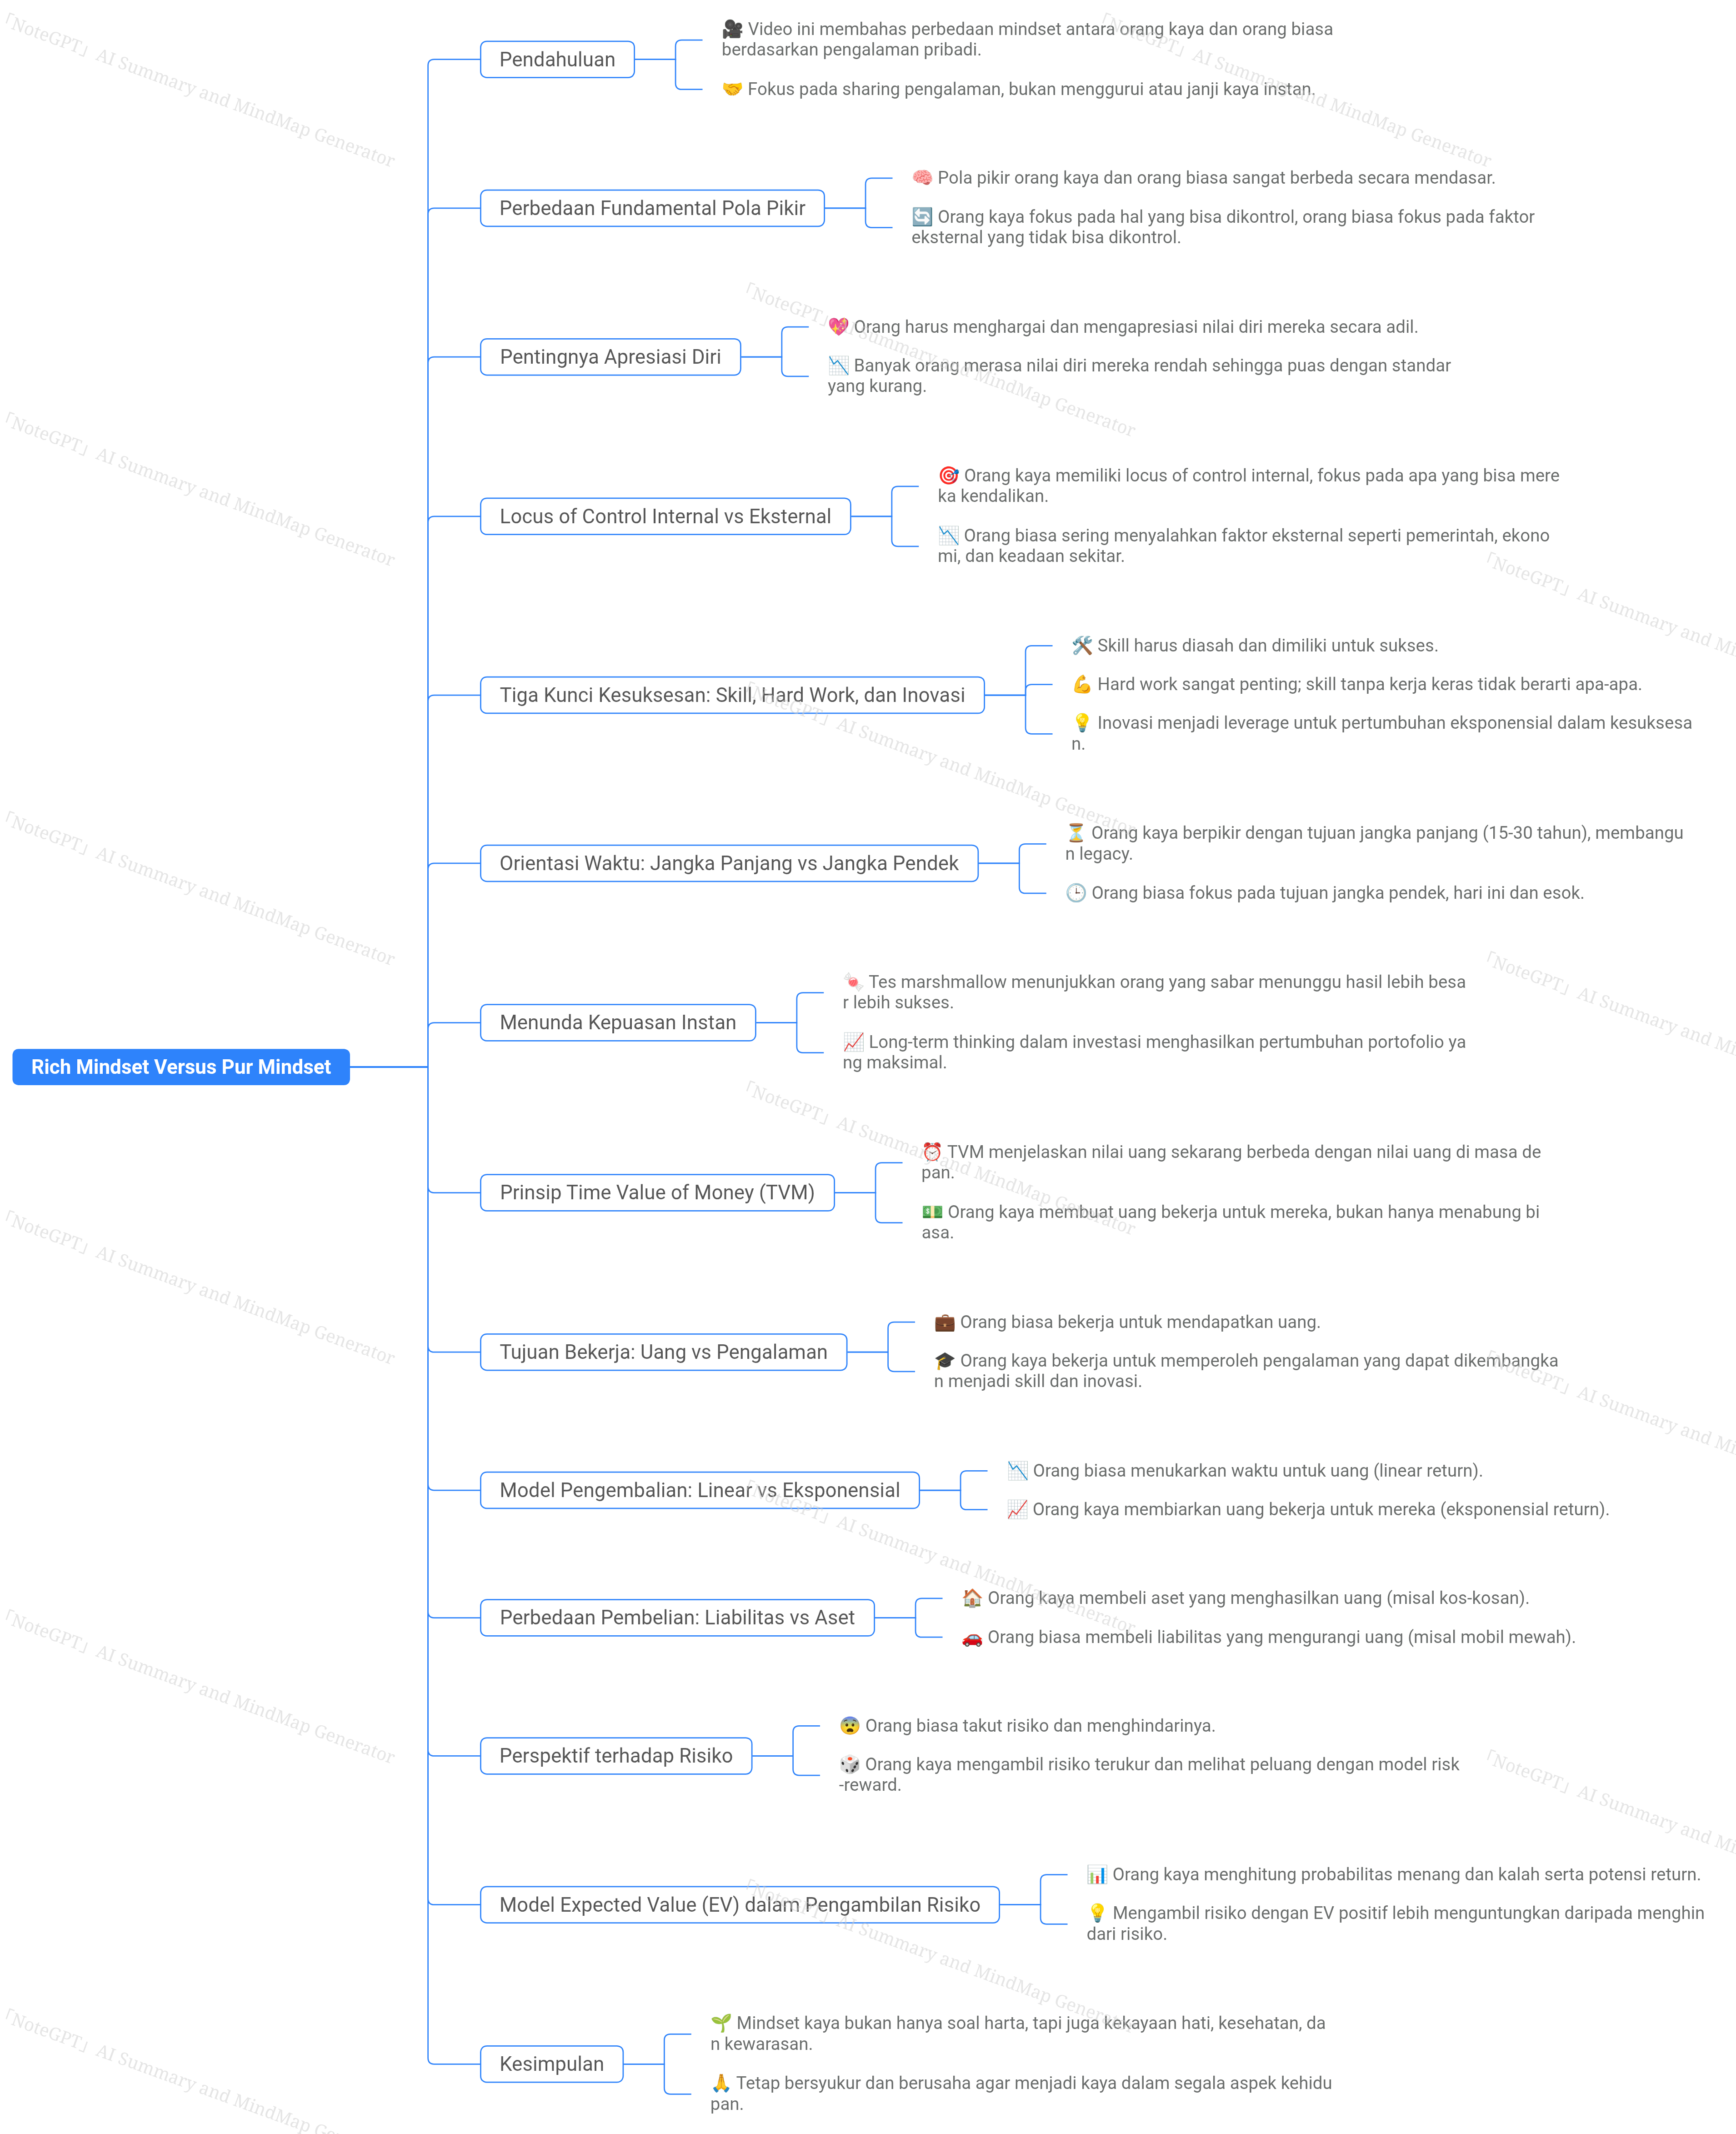 Pendahuluan
🎥 Video ini membahas perbedaan mindset antara orang kaya dan orang biasa
berdasarkan pengalaman pribadi.
🤝 Fokus pada sharing pengalaman, bukan menggurui atau janji kaya instan.
Perbedaan Fundamental Pola Pikir
🧠 Pola pikir orang kaya dan orang biasa sangat berbeda secara mendasar.
🔄 Orang kaya fokus pada hal yang bisa dikontrol, orang biasa fokus pada faktor
eksternal yang tidak bisa dikontrol.
Pentingnya Apresiasi Diri
💖 Orang harus menghargai dan mengapresiasi nilai diri mereka secara adil.
📉 Banyak orang merasa nilai diri mereka rendah sehingga puas dengan standar
yang kurang.
Locus of Control Internal vs Eksternal
🎯 Orang kaya memiliki locus of control internal, fokus pada apa yang bisa mere
ka kendalikan.
📉 Orang biasa sering menyalahkan faktor eksternal seperti pemerintah, ekono
mi, dan keadaan sekitar.
Tiga Kunci Kesuksesan: Skill, Hard Work, dan Inovasi
🛠️ Skill harus diasah dan dimiliki untuk sukses.
💪 Hard work sangat penting; skill tanpa kerja keras tidak berarti apa-apa.
💡 Inovasi menjadi leverage untuk pertumbuhan eksponensial dalam kesuksesa
n.
Orientasi Waktu: Jangka Panjang vs Jangka Pendek
⏳ Orang kaya berpikir dengan tujuan jangka panjang (15-30 tahun), membangu
n legacy.
🕒 Orang biasa fokus pada tujuan jangka pendek, hari ini dan esok.
Menunda Kepuasan Instan
🍬 Tes marshmallow menunjukkan orang yang sabar menunggu hasil lebih besa
r lebih sukses.
📈 Long-term thinking dalam investasi menghasilkan pertumbuhan portofolio ya
ng maksimal.
Rich Mindset Versus Pur Mindset
Prinsip Time Value of Money (TVM)
⏰ TVM menjelaskan nilai uang sekarang berbeda dengan nilai uang di masa de
pan.
💵 Orang kaya membuat uang bekerja untuk mereka, bukan hanya menabung bi
asa.
Tujuan Bekerja: Uang vs Pengalaman
💼 Orang biasa bekerja untuk mendapatkan uang.
🎓 Orang kaya bekerja untuk memperoleh pengalaman yang dapat dikembangka
n menjadi skill dan inovasi.
Model Pengembalian: Linear vs Eksponensial
📉 Orang biasa menukarkan waktu untuk uang (linear return).
📈 Orang kaya membiarkan uang bekerja untuk mereka (eksponensial return).
Perbedaan Pembelian: Liabilitas vs Aset
🏠 Orang kaya membeli aset yang menghasilkan uang (misal kos-kosan).
🚗 Orang biasa membeli liabilitas yang mengurangi uang (misal mobil mewah).
Perspektif terhadap Risiko
😨 Orang biasa takut risiko dan menghindarinya.
🎲 Orang kaya mengambil risiko terukur dan melihat peluang dengan model risk
-reward.
Model Expected Value (EV) dalam Pengambilan Risiko
📊 Orang kaya menghitung probabilitas menang dan kalah serta potensi return.
💡 Mengambil risiko dengan EV positif lebih menguntungkan daripada menghin
dari risiko.
Kesimpulan
🌱 Mindset kaya bukan hanya soal harta, tapi juga kekayaan hati, kesehatan, da
n kewarasan.
🙏 Tetap bersyukur dan berusaha agar menjadi kaya dalam segala aspek kehidu
pan.
「NoteGPT」 AI Summary and MindMap Generator